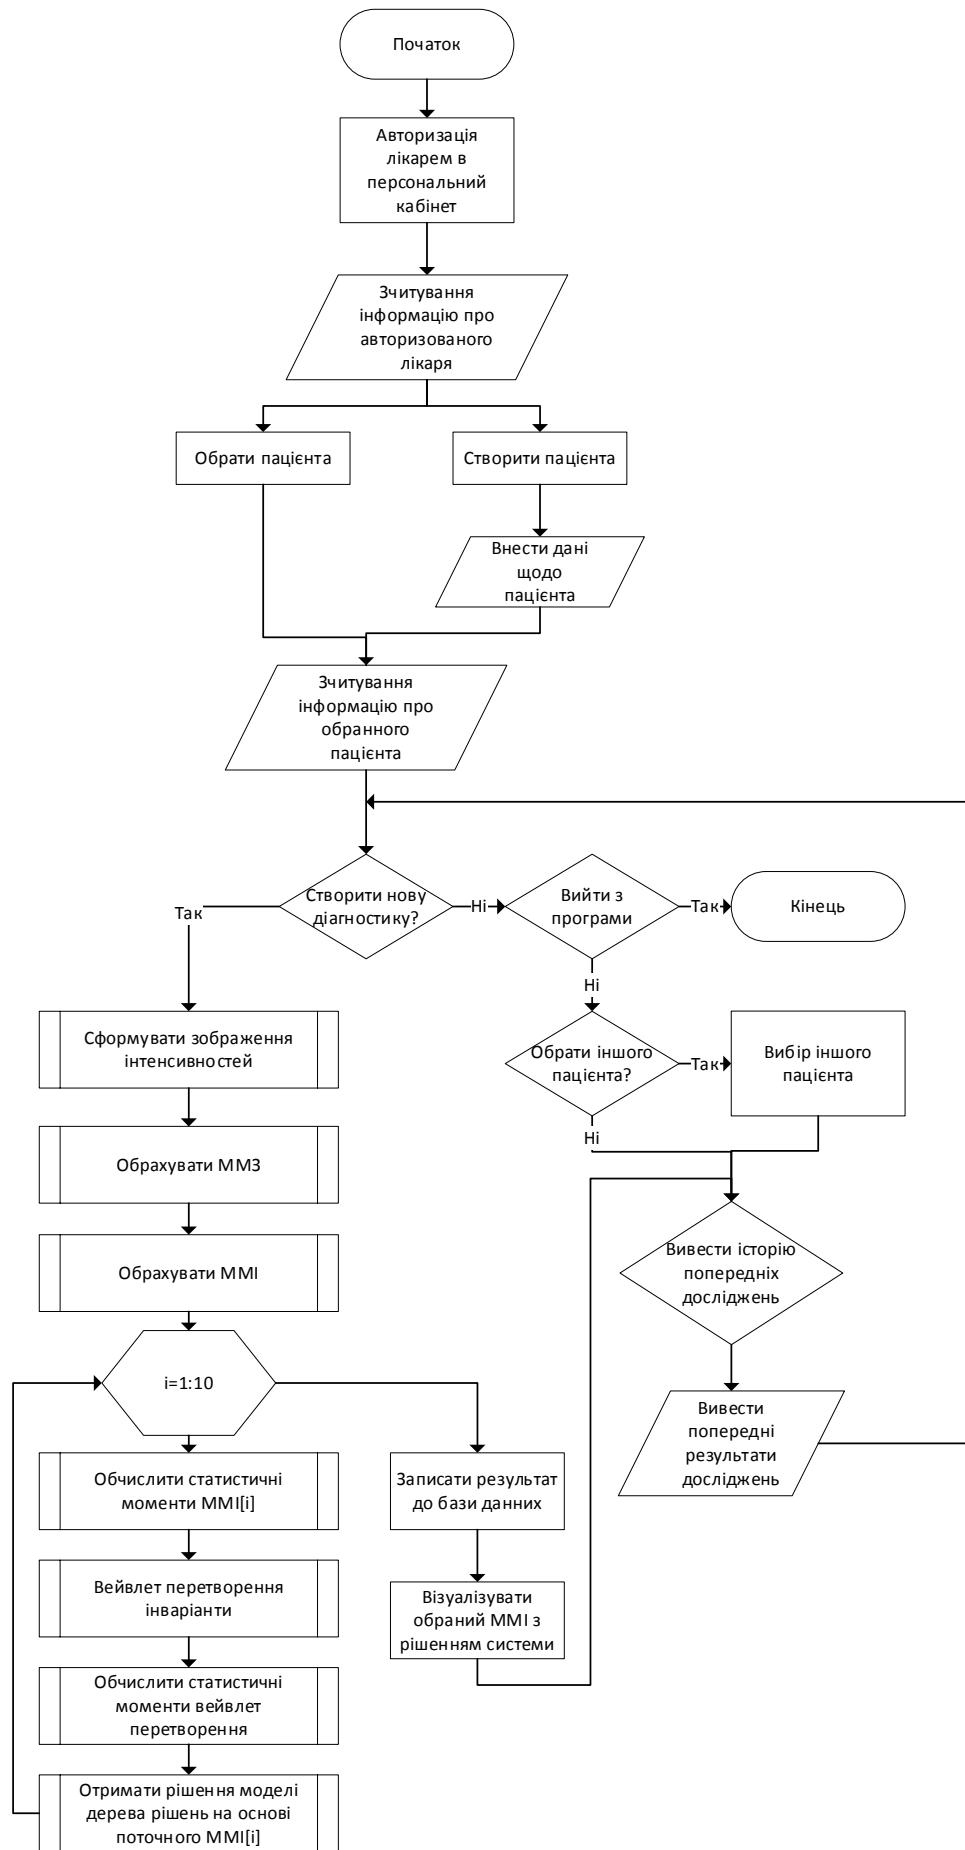 Початок
Авторизація
лікарем в
персональний
кабінет
Зчитування
інформацію про
авторизованого
лікаря
Обрати пацієнта
Створити пацієнта
Внести дані
щодо
пацієнта
Зчитування
інформацію про
обранного
пацієнта
Створити нову
діагностику?
Так
Ні
Вийти з
програми
Так
Кінець
Ні
Обрати іншого
пацієнта?
Так
Вибір іншого
пацієнта
Ні
Сформувати зображення
інтенсивностей
Обрахувати ММЗ
Обрахувати ММІ
Вивести історію
попередніх
досліджень
i=1:10
Вивести
попередні
результати
досліджень
Обчислити статистичні
моменти ММІ[i]
Записати результат
до бази данних
Вейвлет перетворення
інваріанти
Візуалізувати
обраний ММІ з
рішенням системи
Обчислити статистичні
моменти вейвлет
перетворення
Отримати рішення моделі
дерева рішень на основі
поточного ММІ[i]